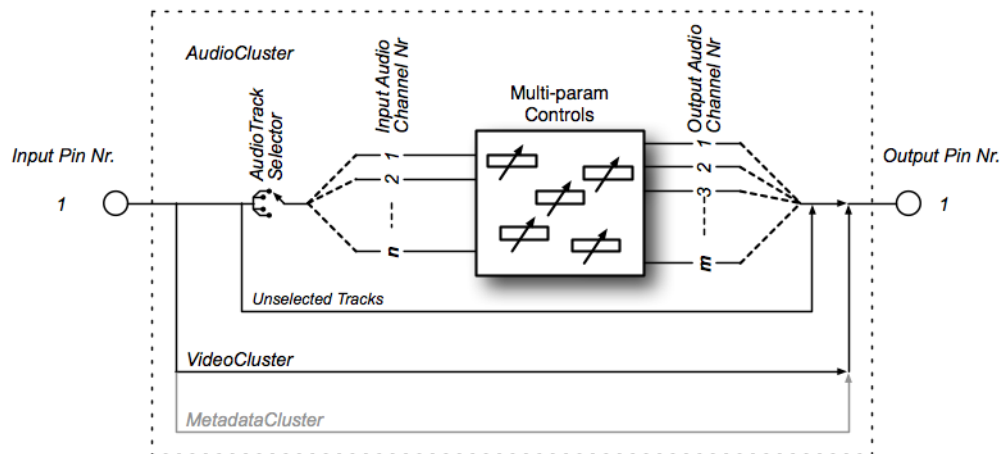 AudioCluster
Input Pin Nr.
1
AudioTrack
Selector
Input Audio
Channel Nr
1
2
n
Multi-param
Controls
Output Audio
Channel Nr
1
2
3
m
Output Pin Nr.
1
Unselected Tracks
VideoCluster
MetadataCluster